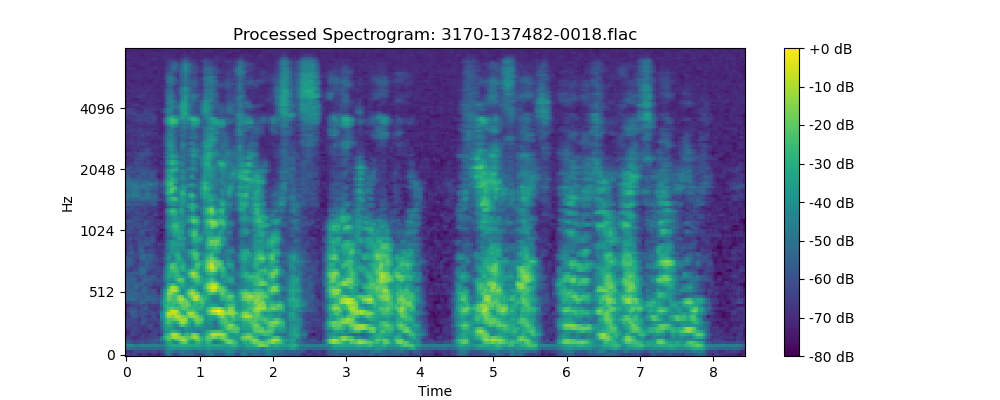 Processed Spectrogram: 3170-137482-0018.flac
+0 dB
4096
-10 dB
-20 dB
2048
-30 dB
Hz
-40 dB
1024
-50 dB
512
-60 dB
-70 dB
0
-80 dB
0 1 2 3 4 5 6 7 8
Time